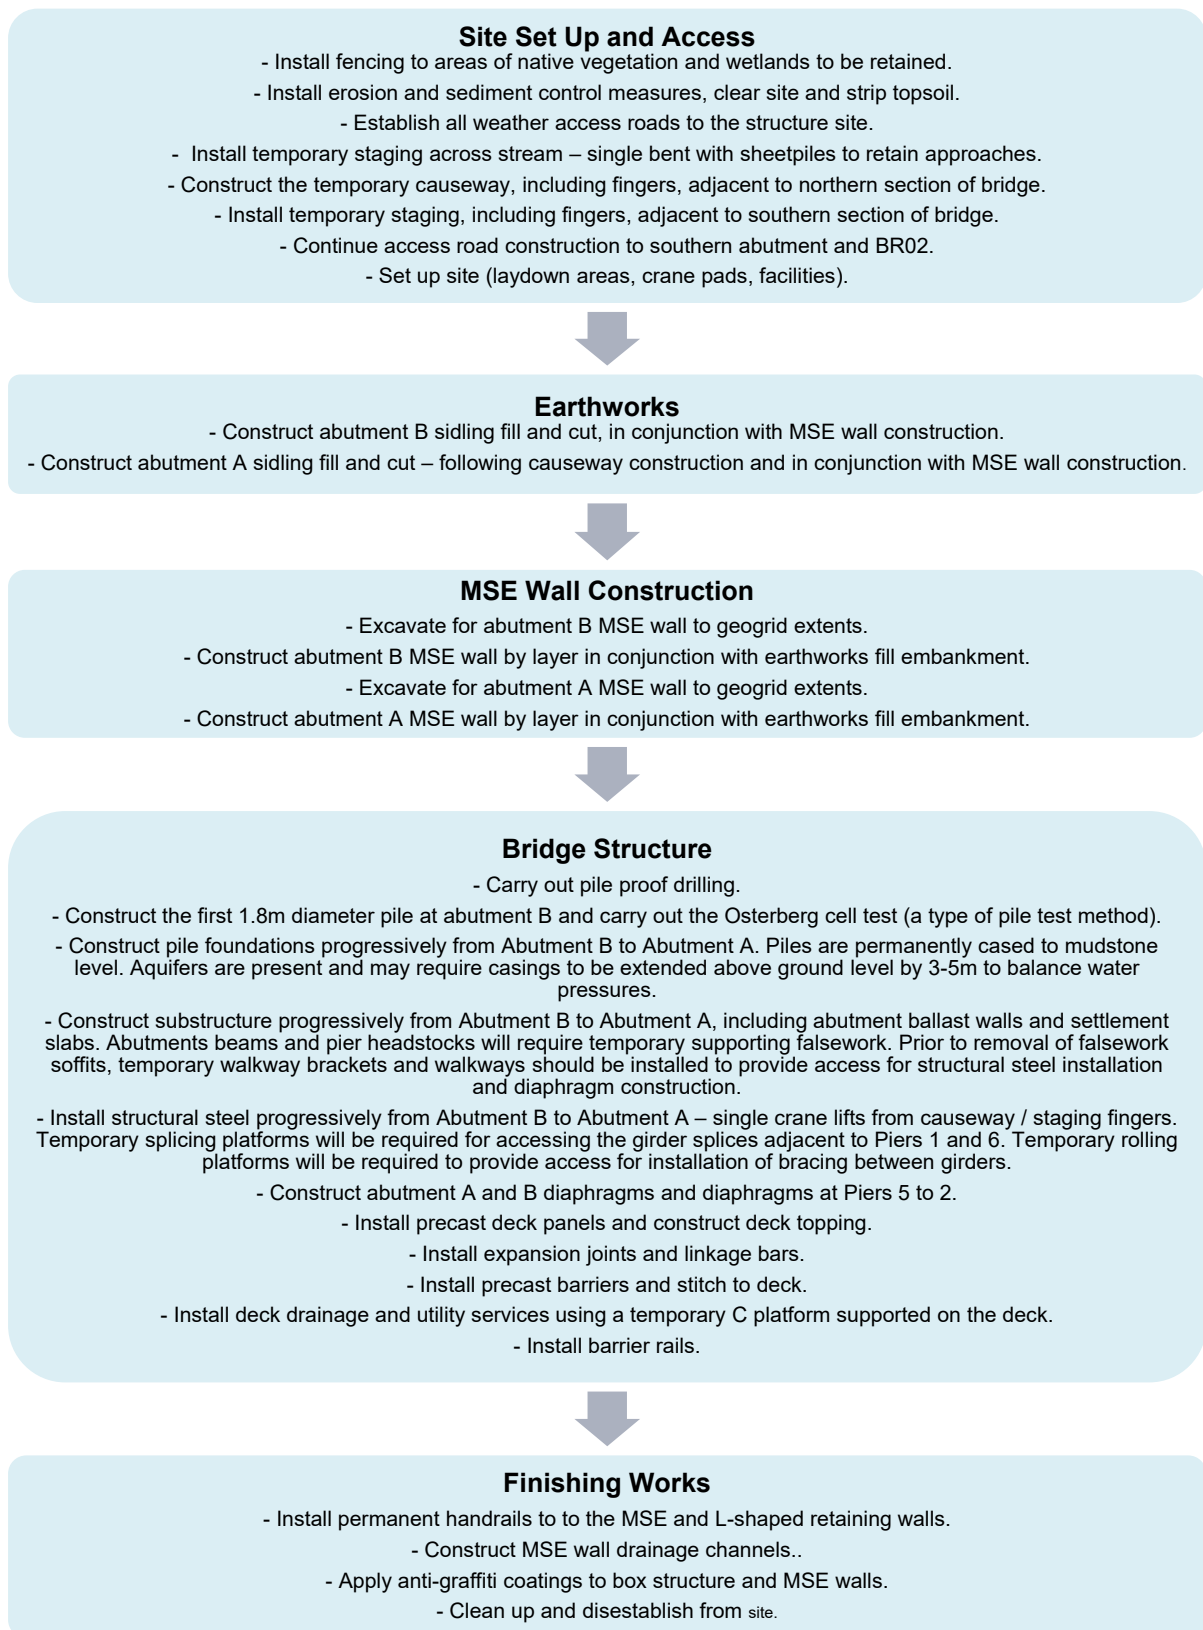 Site Set Up and Access
- Install fencing to areas of native vegetation and wetlands to be retained.
- Install erosion and sediment control measures, clear site and strip topsoil.
- Establish all weather access roads to the structure site.
- Install temporary staging across stream – single bent with sheetpiles to retain approaches.
- Construct the temporary causeway, including fingers, adjacent to northern section of bridge.
- Install temporary staging, including fingers, adjacent to southern section of bridge.
- Continue access road construction to southern abutment and BR02.
- Set up site (laydown areas, crane pads, facilities).
Earthworks
- Construct abutment B sidling fill and cut, in conjunction with MSE wall construction.
- Construct abutment A sidling fill and cut – following causeway construction and in conjunction with MSE wall construction.
MSE Wall Construction
- Excavate for abutment B MSE wall to geogrid extents.
- Construct abutment B MSE wall by layer in conjunction with earthworks fill embankment.
- Excavate for abutment A MSE wall to geogrid extents.
- Construct abutment A MSE wall by layer in conjunction with earthworks fill embankment.
Bridge Structure
- Carry out pile proof drilling.
- Construct the first 1.8m diameter pile at abutment B and carry out the Osterberg cell test (a type of pile test method).
- Construct pile foundations progressively from Abutment B to Abutment A. Piles are permanently cased to mudstone
level. Aquifers are present and may require casings to be extended above ground level by 3-5m to balance water
pressures.
- Construct substructure progressively from Abutment B to Abutment A, including abutment ballast walls and settlement
slabs. Abutments beams and pier headstocks will require temporary supporting falsework. Prior to removal of falsework
soffits, temporary walkway brackets and walkways should be installed to provide access for structural steel installation
and diaphragm construction.
- Install structural steel progressively from Abutment B to Abutment A – single crane lifts from causeway / staging fingers.
Temporary splicing platforms will be required for accessing the girder splices adjacent to Piers 1 and 6. Temporary rolling
platforms will be required to provide access for installation of bracing between girders.
- Construct abutment A and B diaphragms and diaphragms at Piers 5 to 2.
- Install precast deck panels and construct deck topping.
- Install expansion joints and linkage bars.
- Install precast barriers and stitch to deck.
- Install deck drainage and utility services using a temporary C platform supported on the deck.
- Install barrier rails.
Finishing Works
- Install permanent handrails to to the MSE and L-shaped retaining walls.
- Construct MSE wall drainage channels..
- Apply anti-graffiti coatings to box structure and MSE walls.
- Clean up and disestablish from site.